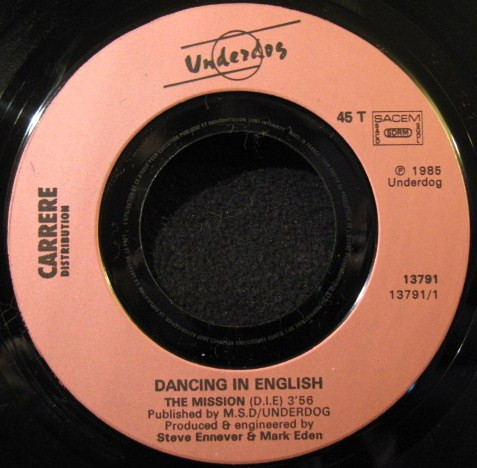 Underdog
45 T
SACEM
SDRM
℗ 1985
Underdog
CARRERE
DISTRIBUTION
13791
13791/1
DANCING IN ENGLISH
THE MISSION (D.I.E) 3'56
Published by M.S.D/UNDERDOG
Produced & engineered by
Steve Ennever & Mark Eden